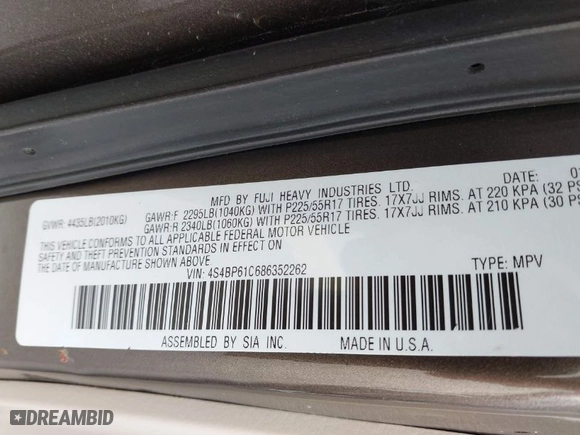 MFD BY FUJI HEAVY INDUSTRIES LTD.
DATE:
GVWR: 4435LB(2010KG)
GAWR:F 2295LB(1040KG) WITH P225/55R17 TIRES. 17X7JJ RIMS. AT 220 KPA (32
GAWR:R 2340LB(1060KG) WITH P225/55R17 TIRES. 17X7JJ RIMS. AT 210 KPA (30
THIS VEHICLE CONFORMS TO ALL APPLICABLE FEDERAL MOTOR VEHICLE
SAFETY AND THEFT PREVENTION STANDARDS IN EFFECT ON
THE DATE OF MANUFACTURE SHOWN ABOVE.
VIN: 4S4BP61C686352262
TYPE: MPV
ASSEMBLED BY SIA INC.
MADE IN U.S.A.
DREAMBID